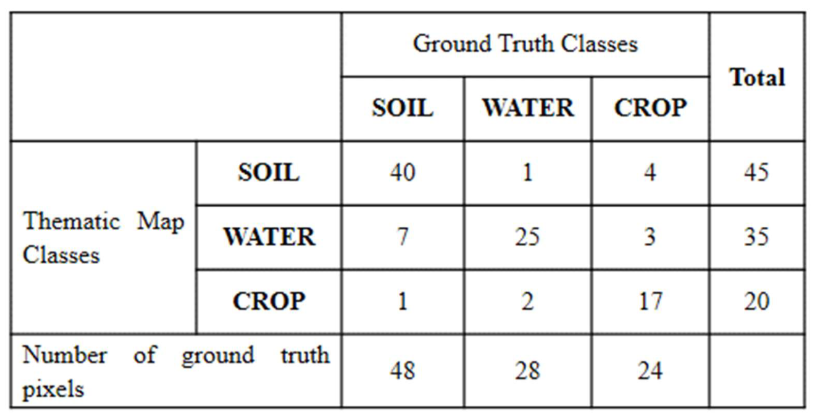 Ground Truth Classes
Total
SOIL WATER CROP
SOIL 40 1 4 45
Thematic Map
Classes
WATER 7 25 3 35
CROP 1 2 17 20
Number of ground truth
pixels
48 28 24